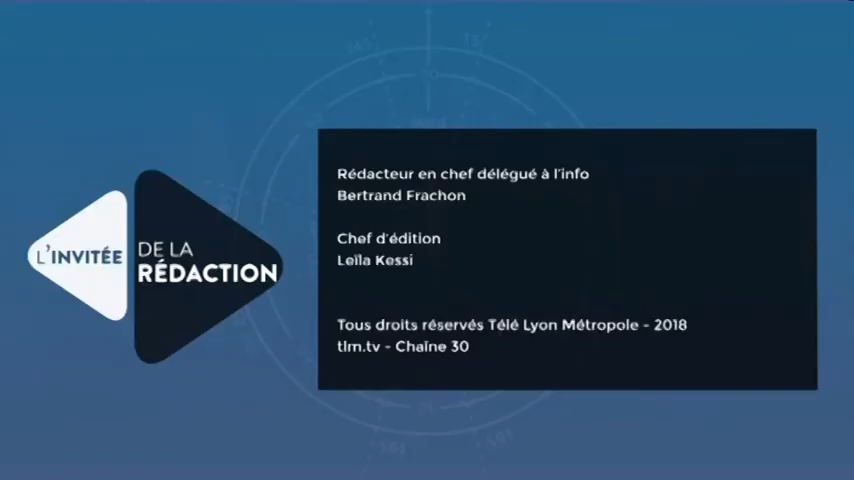 L'INVITÉE
DE LA
RÉDACTION
Rédacteur en chef délégué à l'info
Bertrand Frachon
Chef d'édition
Leïla Kessi
Tous droits réservés Télé Lyon Métropole - 2018
tlm.tv - Chaîne 30